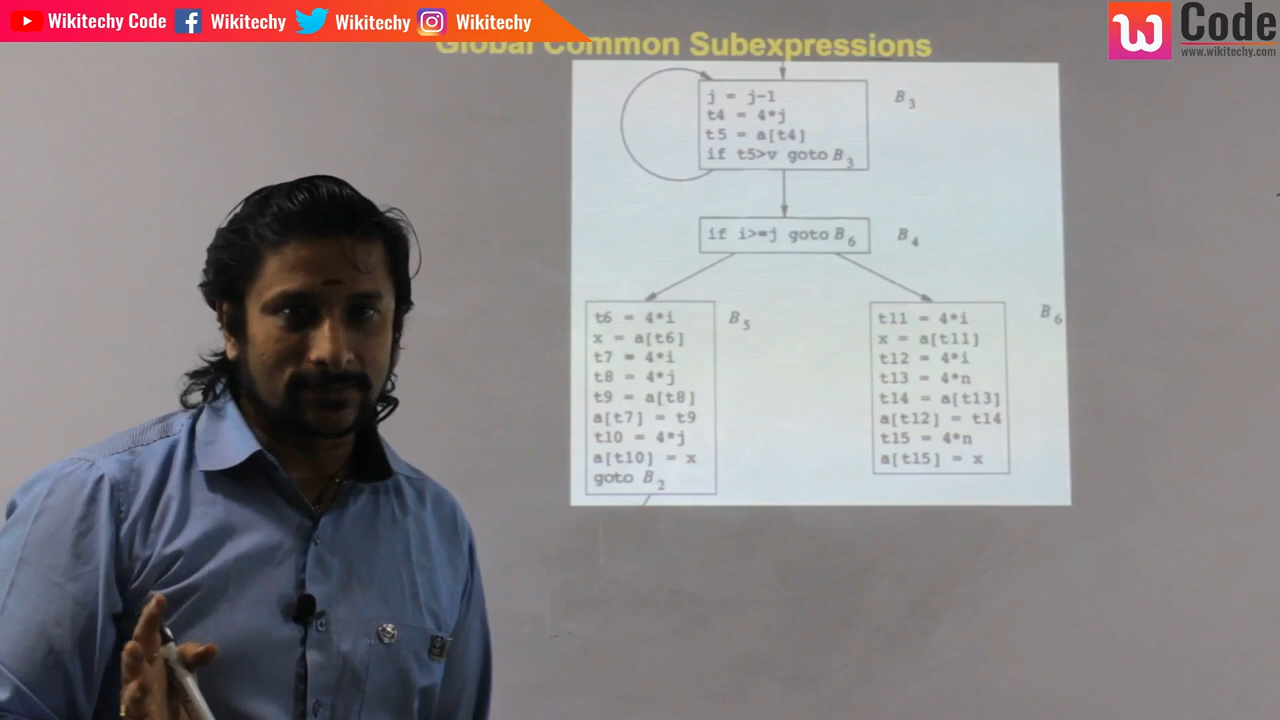 Wikitechy Code Wikitechy Wikitechy Wikitechy
W Code
www.wikitechy.com
Global Common Subexpressions
j = j-1
t4 = 4*j
t5 = a[t4]
if t5>v goto B3
B3
if i>=j goto B6
B4
t6 = 4*i
x = a[t6]
t7 = 4*i
t8 = 4*j
t9 = a[t8]
a[t7] = t9
t10 = 4*j
a[t10] = x
goto B2
B5
t11 = 4*i
x = a[t11]
t12 = 4*i
t13 = 4*n
t14 = a[t13]
a[t12] = t14
t15 = 4*n
a[t15] = x
B6